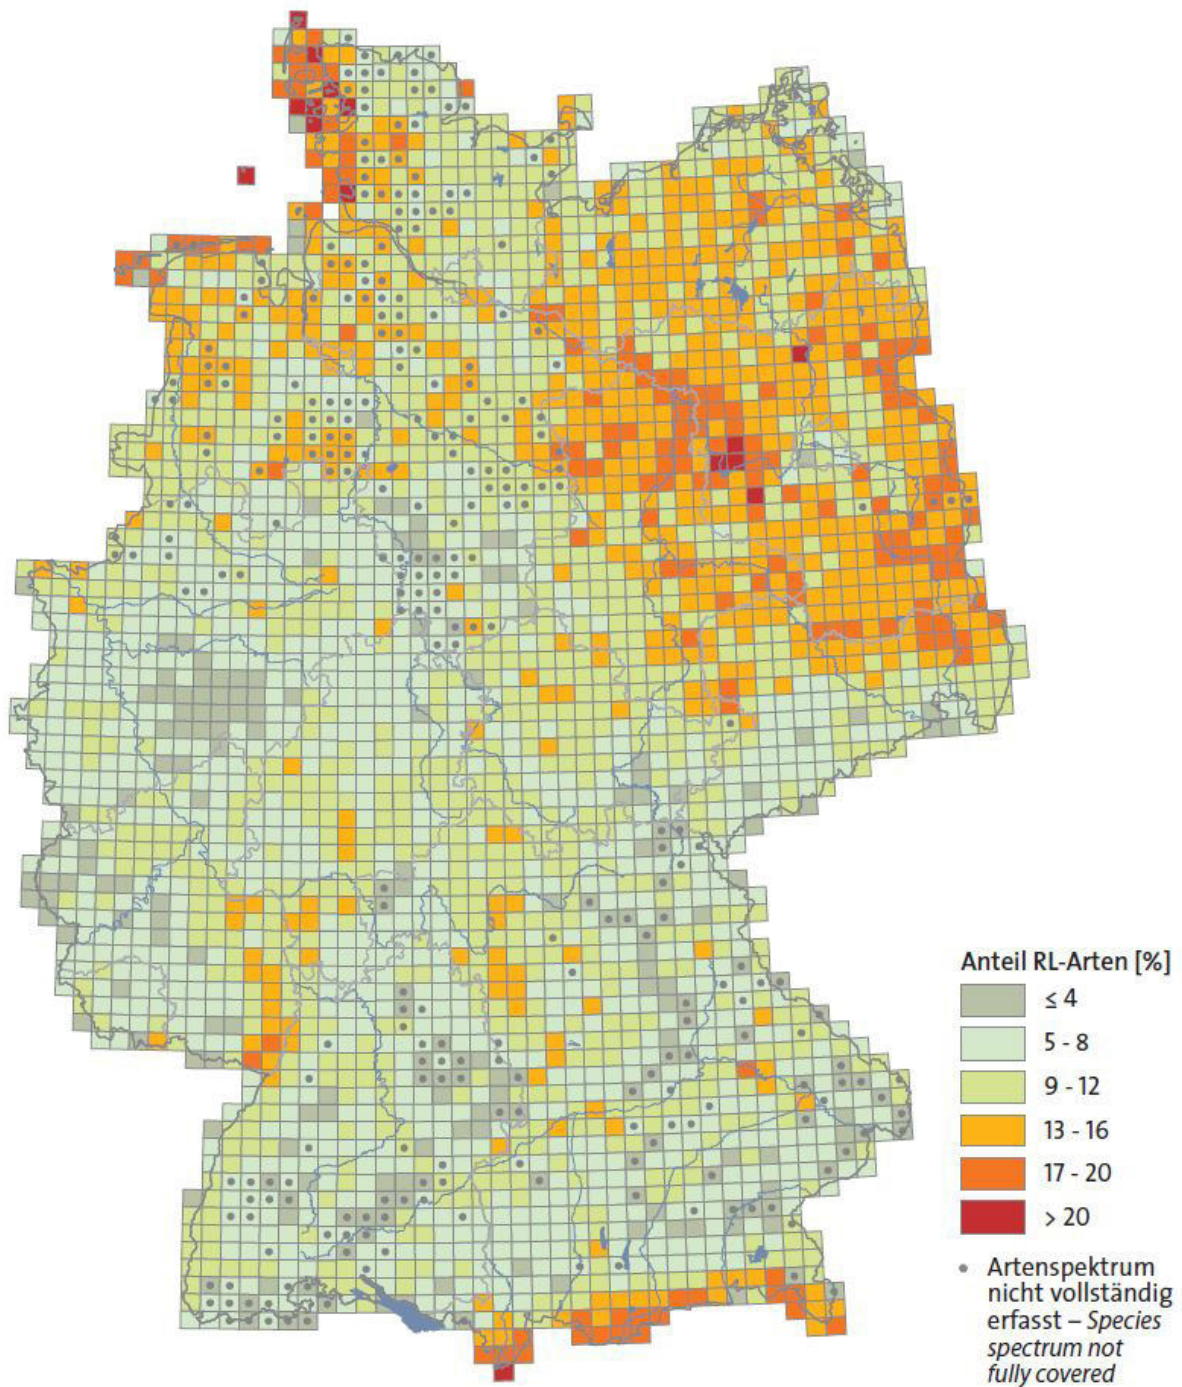 Anteil RL-Arten [%]
≤ 4
5 - 8
9 - 12
13 - 16
17 - 20
> 20
Artenspektrum
nicht vollständig
erfasst – Species
spectrum not
fully covered